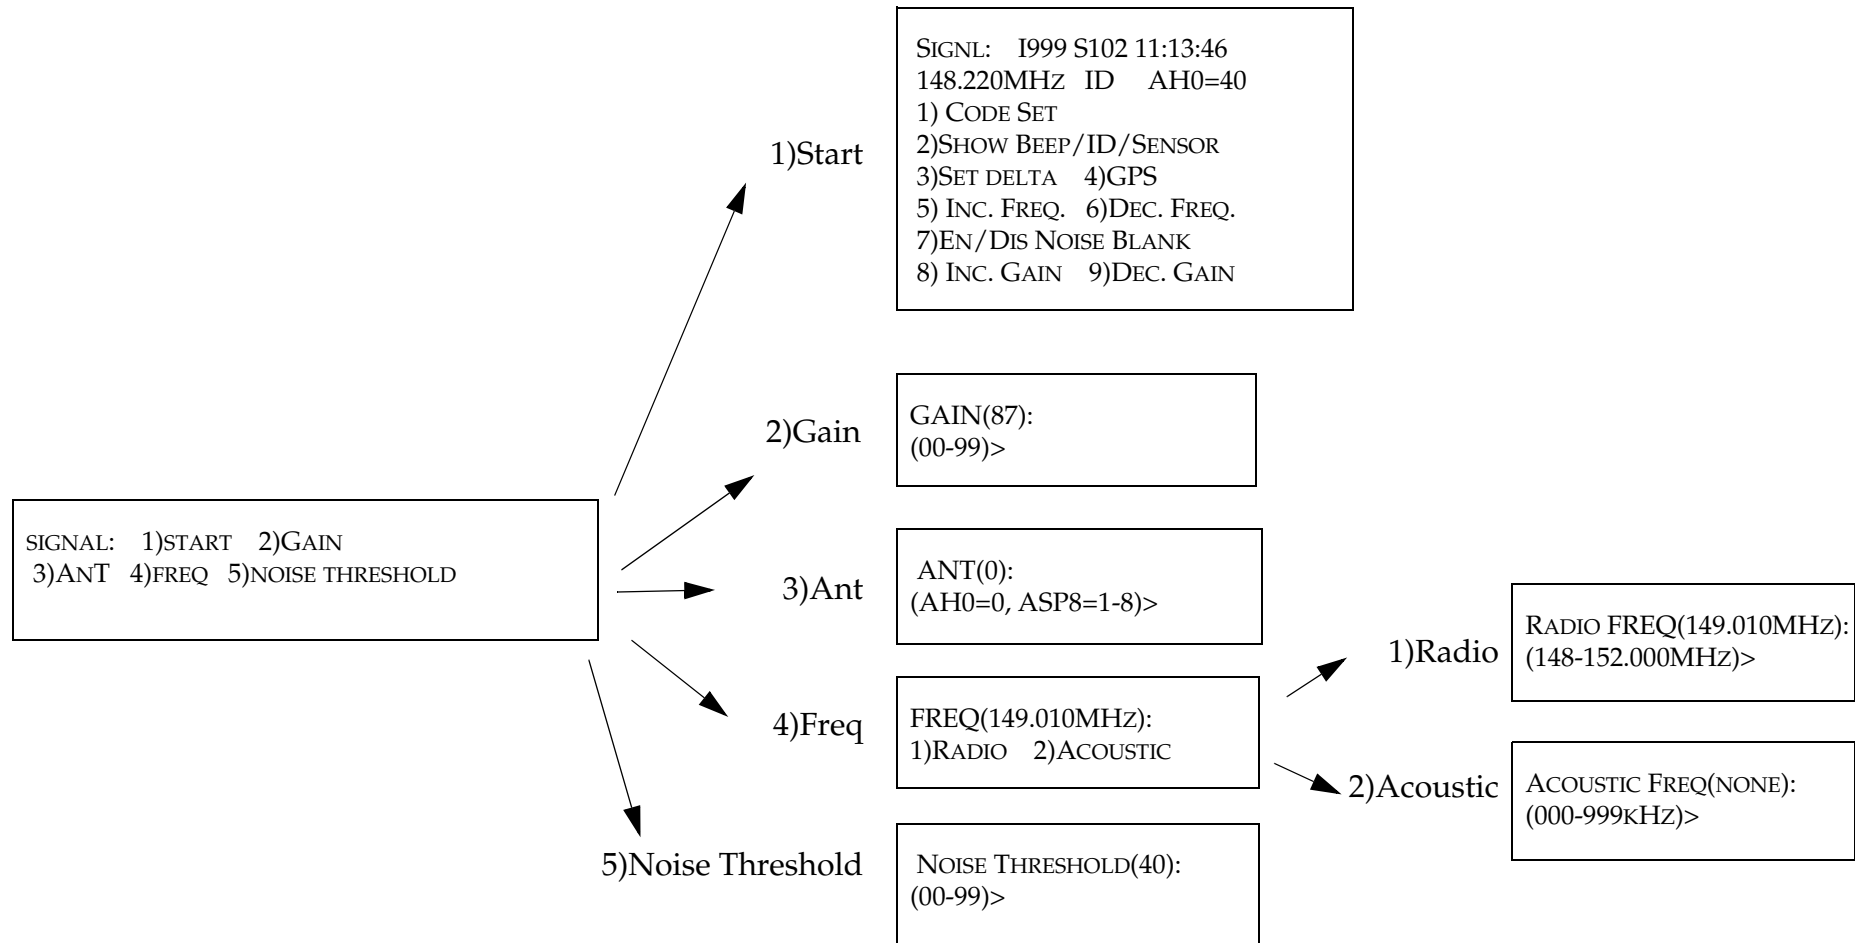 SIGNL: I999 S102 11:13:46
148.220MHZ ID AH0=40
1) CODE SET
2)SHOW BEEP/ID/SENSOR
3)SET DELTA 4)GPS
5) INC. FREQ. 6)DEC. FREQ.
7)EN/DIS NOISE BLANK
8) INC. GAIN 9)DEC. GAIN
1)Start
2)Gain
GAIN(87):
(00-99)>
SIGNAL: 1)START 2)GAIN
3)ANT 4)FREQ 5)NOISE THRESHOLD
3)Ant
ANT(0):
(AH0=0, ASP8=1-8)>
4)Freq
FREQ(149.010MHZ):
1)RADIO 2)ACOUSTIC
1)Radio
RADIO FREQ(149.010MHZ):
(148-152.000MHZ)>
2)Acoustic
ACOUSTIC FREQ(NONE):
(000-999KHZ)>
5)Noise Threshold
NOISE THRESHOLD(40):
(00-99)>